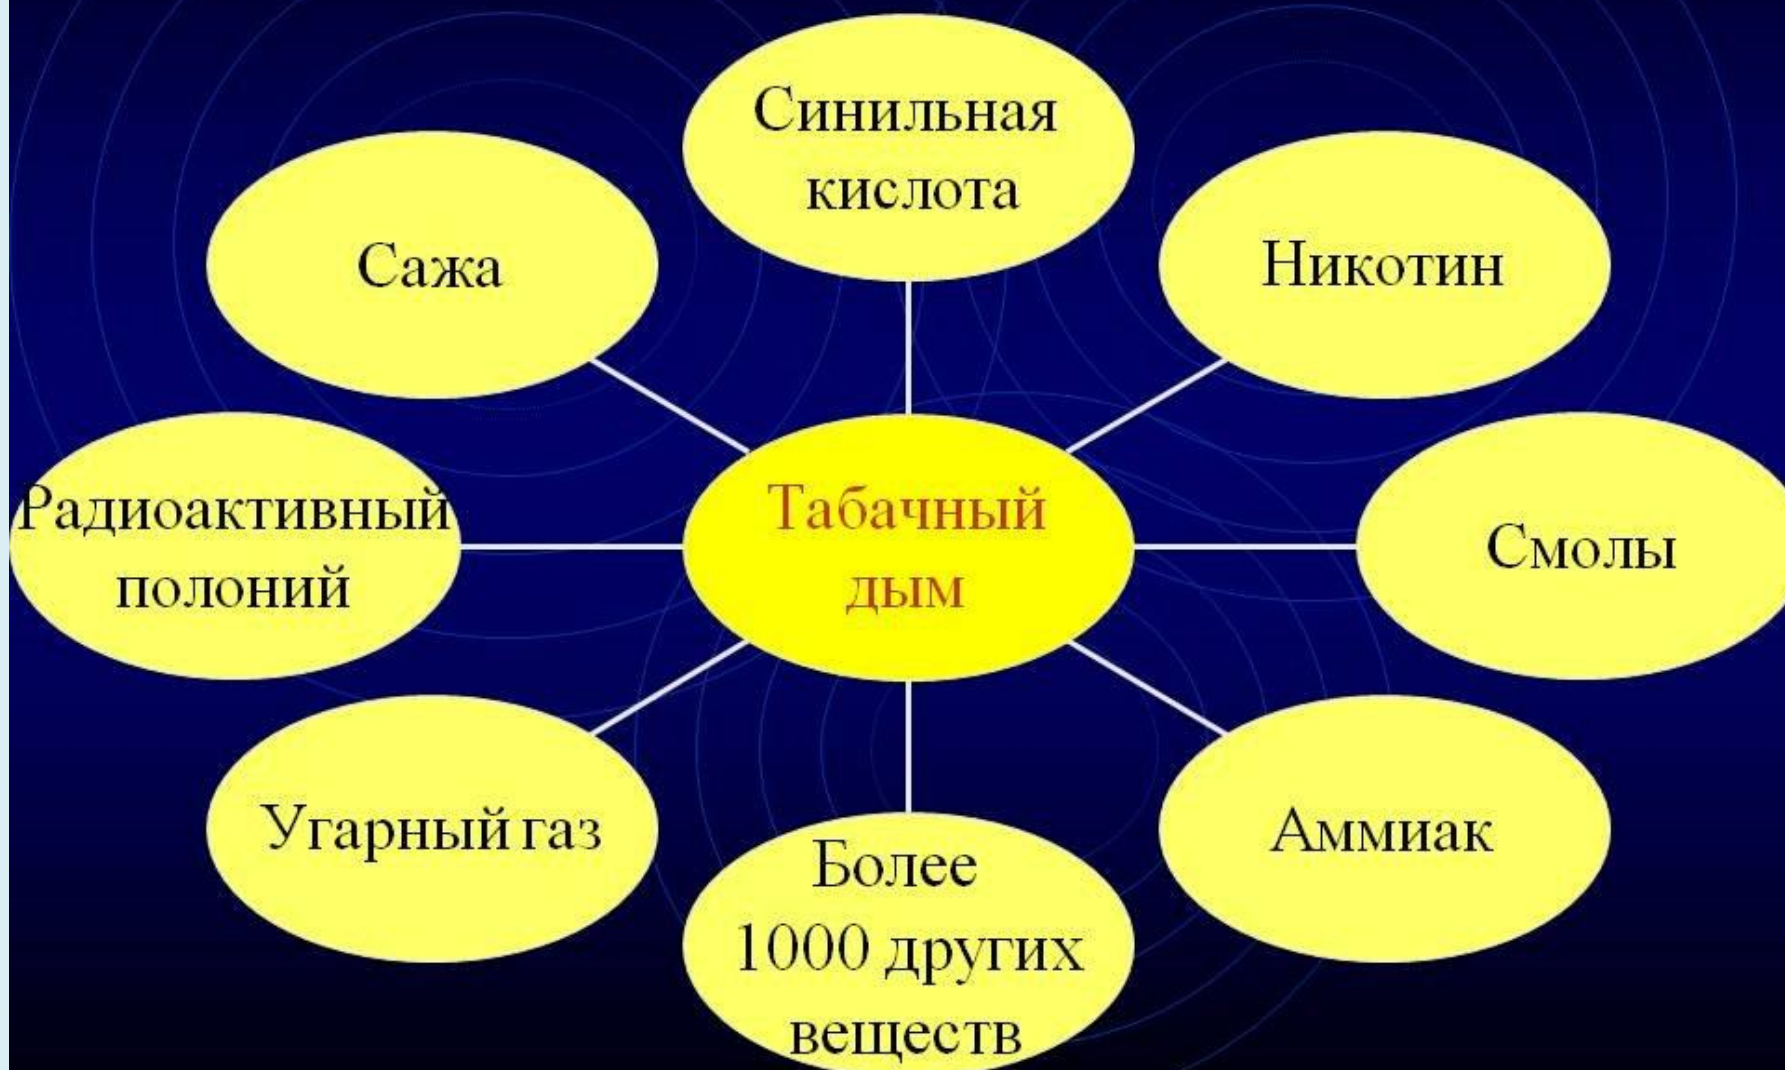 Синильная
кислота
Сажа
Никотин
Радиоактивный
полоний
Табачный
дым
Смолы
Угарный газ
Аммиак
Более
1000 других
веществ